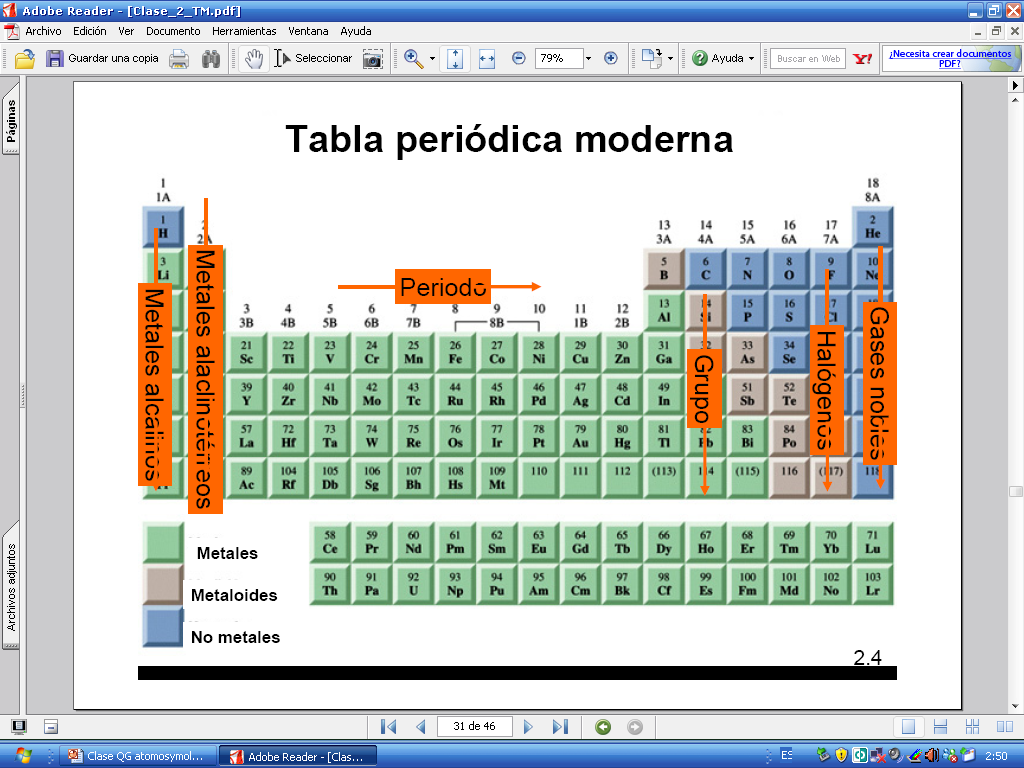 Adobe Reader - [Clase_2_TM.pdf]
Archivo Edición Ver Documento Herramientas Ventana Ayuda
Guardar una copia Seleccionar 79% Ayuda Buscar en Web Y! ¿Necesita crear documentos PDF?
Páginas
Archivos adjuntos
Tabla periódica moderna
1 18
1A 8A
1 2 13 14 15 16 17 2
H 2A 3A 4A 5A 6A 7A He
3 5 6 7 8 9 10
Li B C N O F Ne
Periodo
13 14 15 16 17
Al Si P S Cl
3 4 5 6 7 8 9 10 11 12
3B 4B 5B 6B 7B 8B 1B 2B
21 22 23 24 25 26 27 28 29 30 31 32 33 34
Sc Ti V Cr Mn Fe Co Ni Cu Zn Ga As Se
39 40 41 42 43 44 45 46 47 48 49 51 52
Y Zr Nb Mo Tc Ru Rh Pd Ag Cd In Sb Te
57 72 73 74 75 76 77 78 79 80 81 82 83 84
La Hf Ta W Re Os Ir Pt Au Hg Tl Pb Bi Po
89 104 105 106 107 108 109 110 111 112 (113) 114 (115) 116 (117) 118
Ac Rf Db Sg Bh Hs Mt
Metales alcalinos
Metales alaclinotérreos
Grupo
Halógenos
Gases nobles
58 59 60 61 62 63 64 65 66 67 68 69 70 71
Ce Pr Nd Pm Sm Eu Gd Tb Dy Ho Er Tm Yb Lu
90 91 92 93 94 95 96 97 98 99 100 101 102 103
Th Pa U Np Pu Am Cm Bk Cf Es Fm Md No Lr
Metales
Metaloides
No metales
2.4
31 de 46
Clase QG atomosymol... Adobe Reader - [Clas... ES 2:50